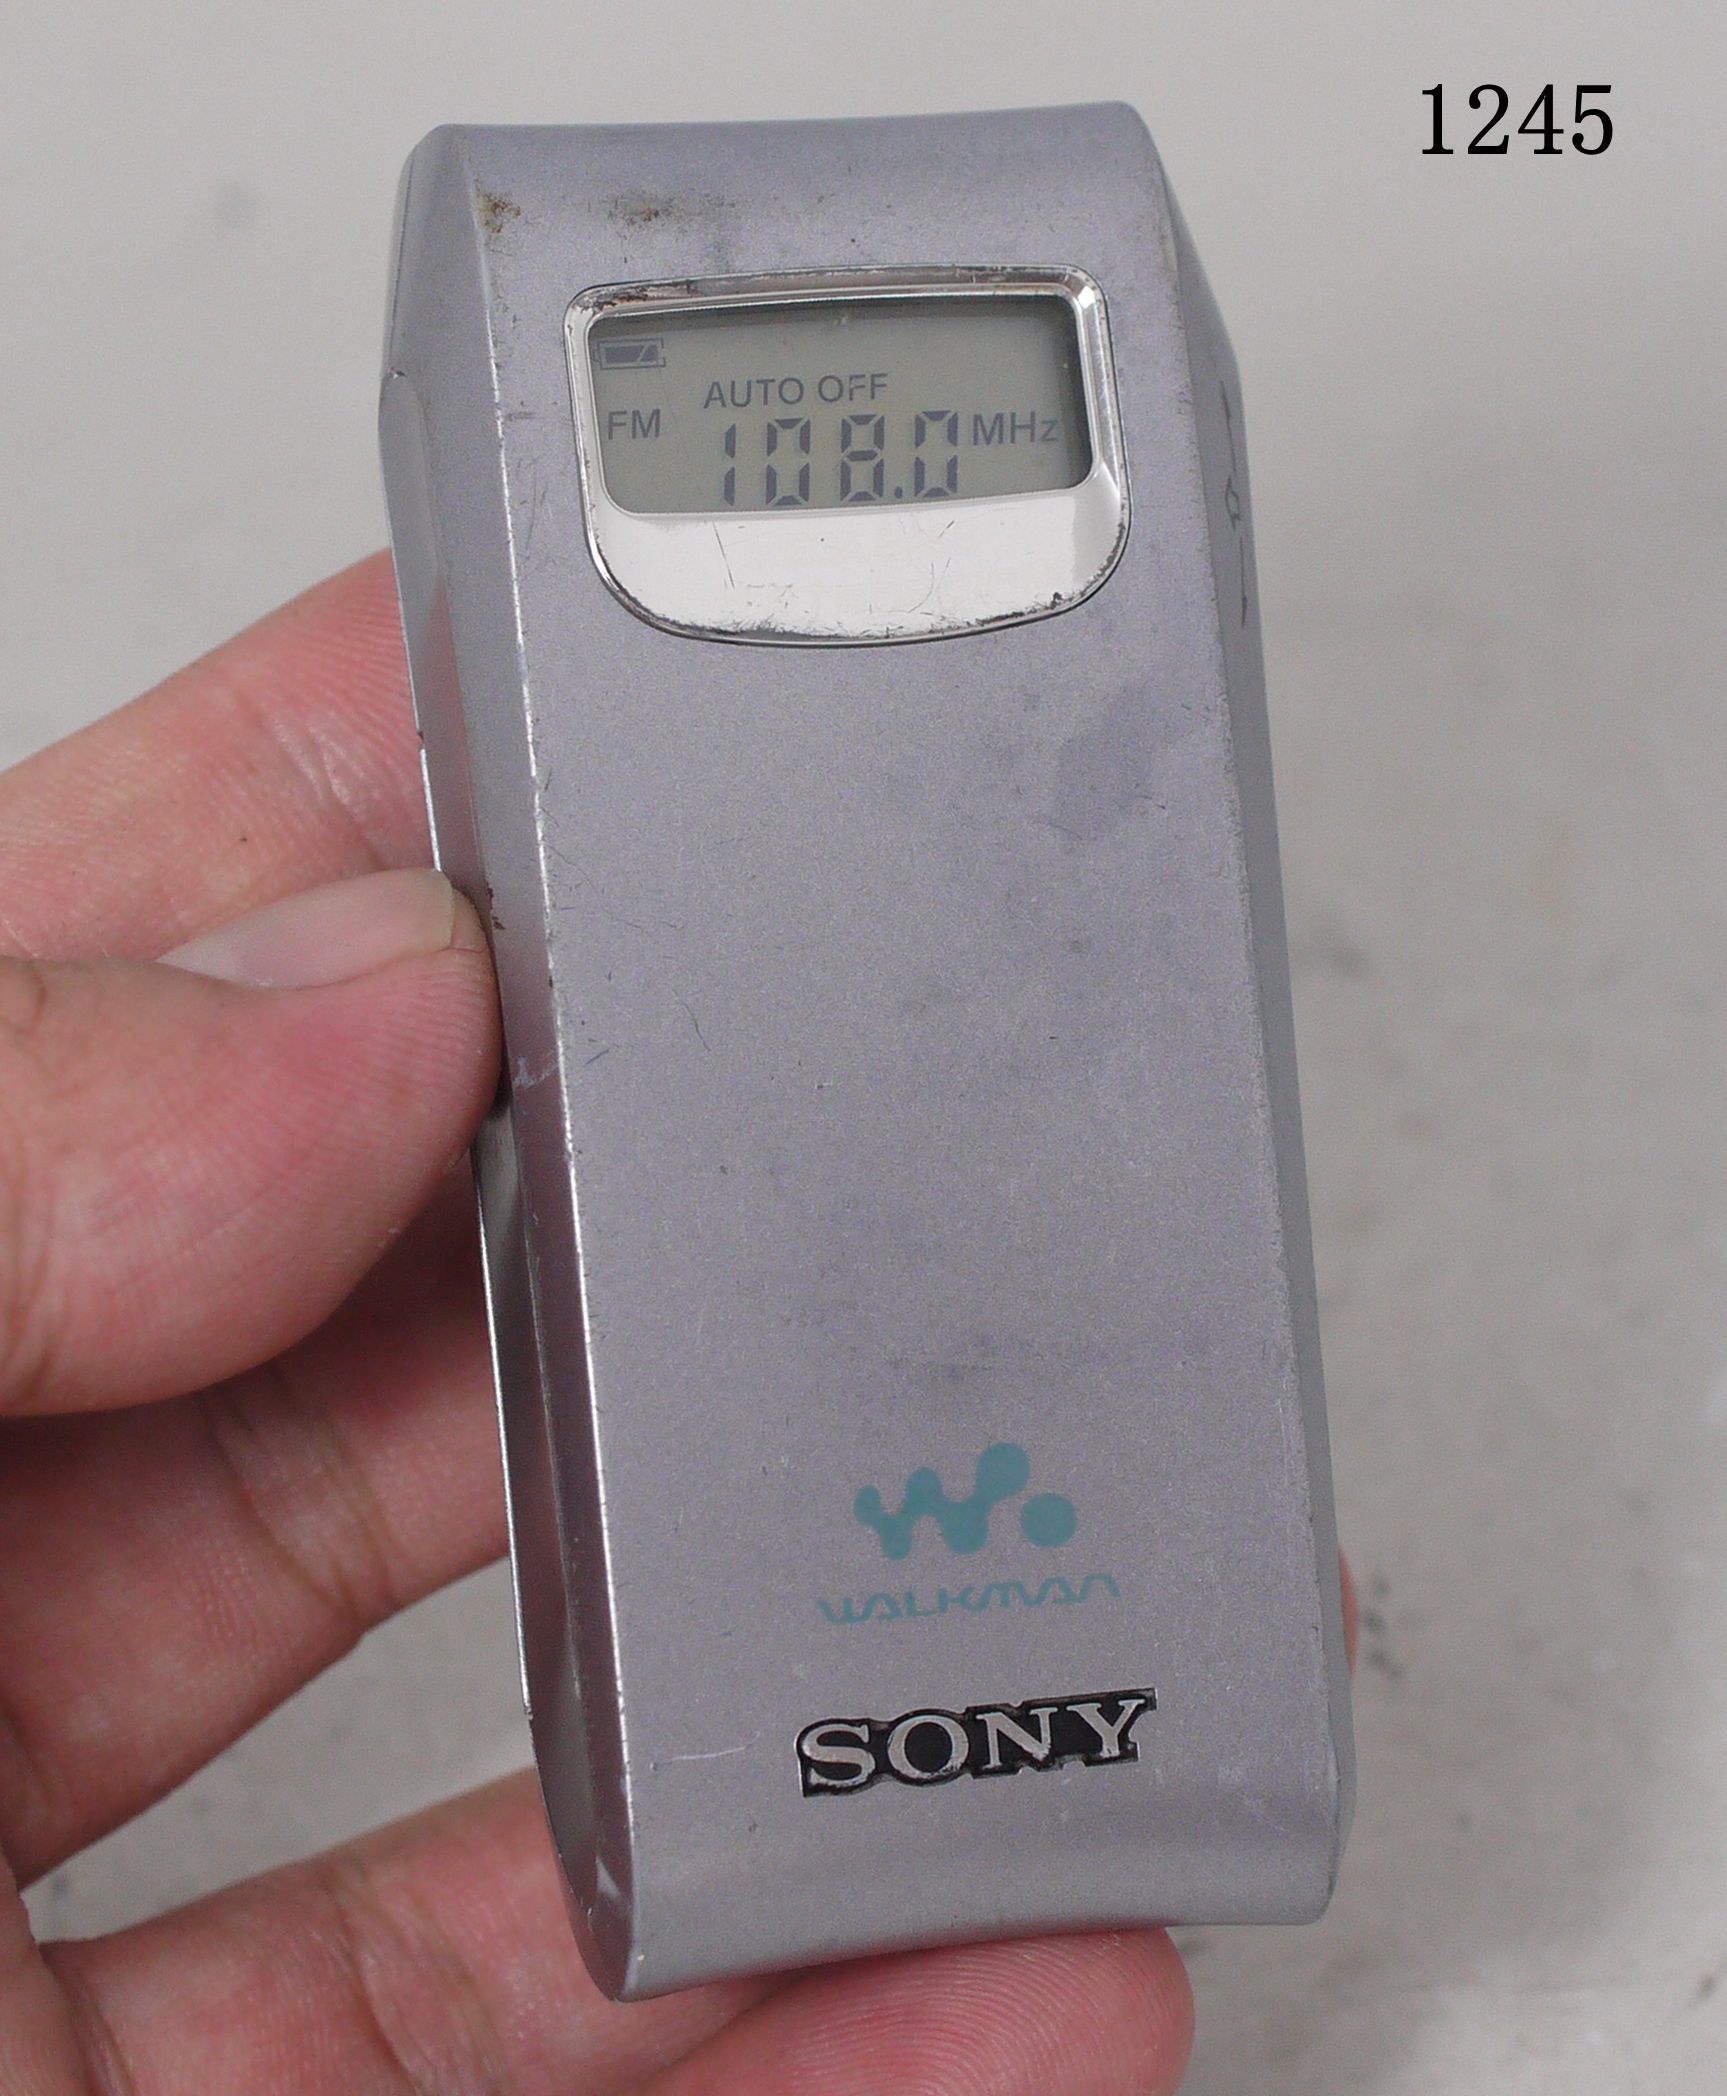 1245
AUTO OFF
FM 108.0 MHz
WALKMAN
SONY